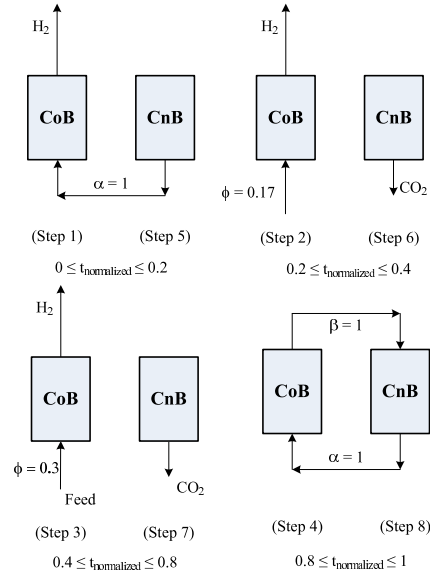 H₂
CoB
CnB
α = 1
(Step 1)
(Step 5)
0 ≤ tnormalized ≤ 0.2
H₂
CoB
CnB
ϕ = 0.17
CO₂
(Step 2)
(Step 6)
0.2 ≤ tnormalized ≤ 0.4
H₂
CoB
CnB
ϕ = 0.3
Feed
CO₂
(Step 3)
(Step 7)
0.4 ≤ tnormalized ≤ 0.8
β = 1
CoB
CnB
α = 1
(Step 4)
(Step 8)
0.8 ≤ tnormalized ≤ 1